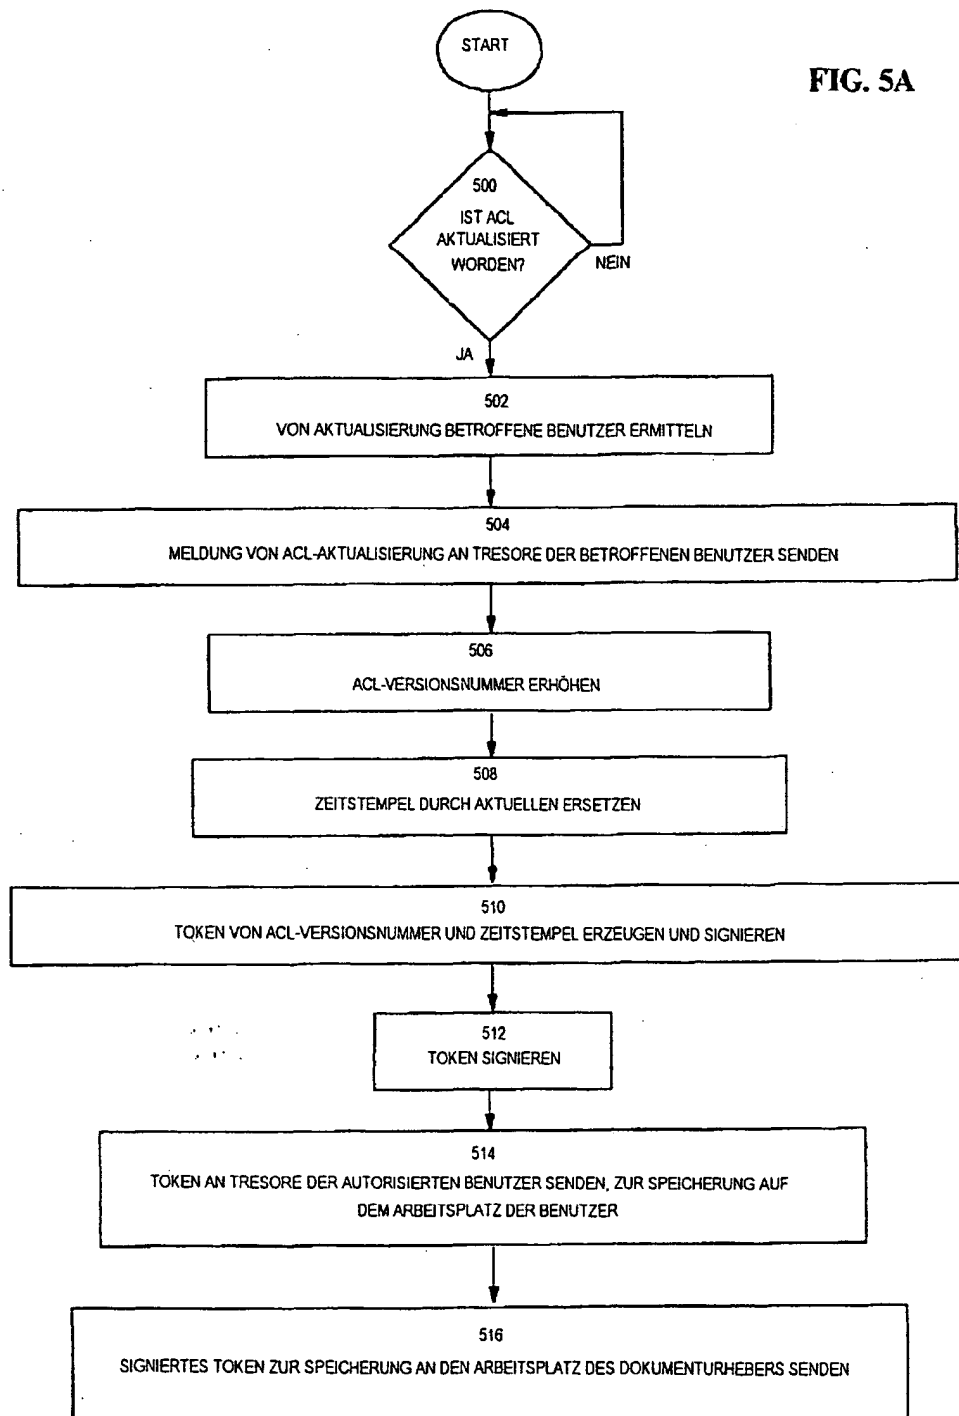 START
FIG. 5A
500
IST ACL
AKTUALISIERT
WORDEN?
NEIN
JA
502
VON AKTUALISIERUNG BETROFFENE BENUTZER ERMITTELN
504
MELDUNG VON ACL-AKTUALISIERUNG AN TRESORE DER BETROFFENEN BENUTZER SENDEN
506
ACL-VERSIONSNUMMER ERHÖHEN
508
ZEITSTEMPEL DURCH AKTUELLEN ERSETZEN
510
TOKEN VON ACL-VERSIONSNUMMER UND ZEITSTEMPEL ERZEUGEN UND SIGNIEREN
512
TOKEN SIGNIEREN
514
TOKEN AN TRESORE DER AUTORISIERTEN BENUTZER SENDEN, ZUR SPEICHERUNG AUF
DEM ARBEITSPLATZ DER BENUTZER
516
SIGNIERTES TOKEN ZUR SPEICHERUNG AN DEN ARBEITSPLATZ DES DOKUMENTURHEBERS SENDEN